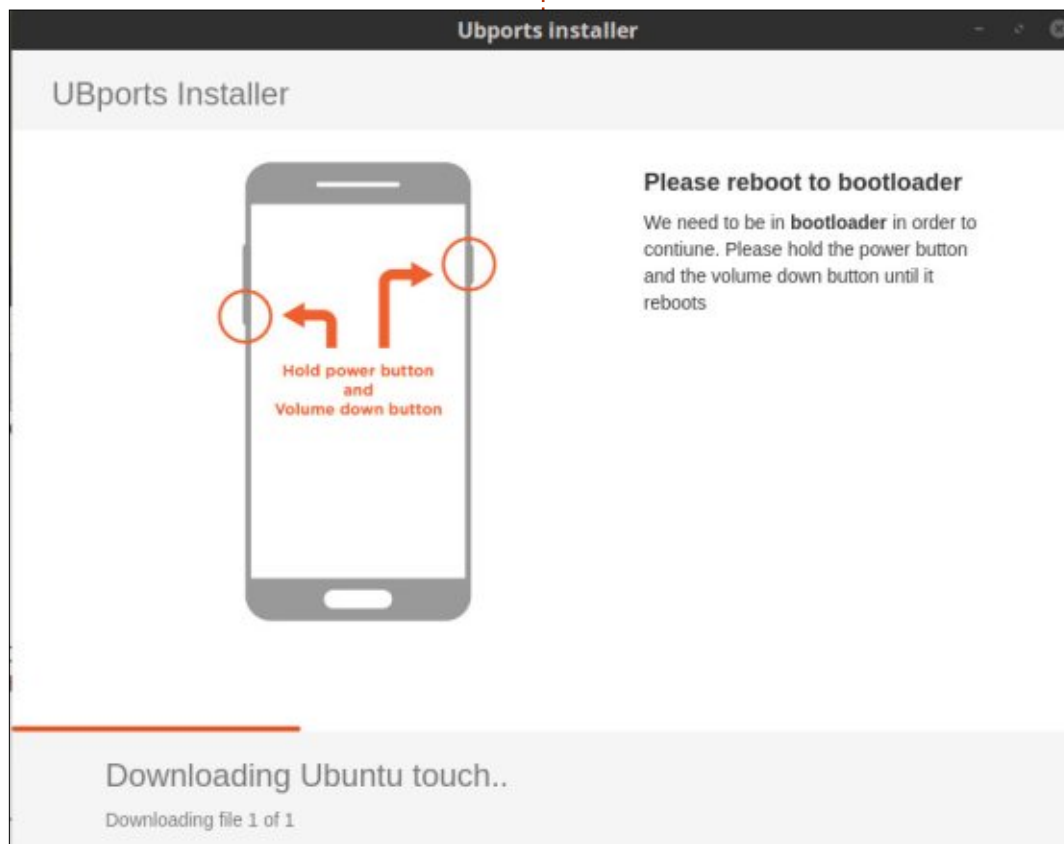 Ubports installer
UBports Installer
Please reboot to bootloader
We need to be in bootloader in order to
contiune. Please hold the power button
and the volume down button until it
reboots
Hold power button
and
Volume down button
Downloading Ubuntu touch..
Downloading file 1 of 1